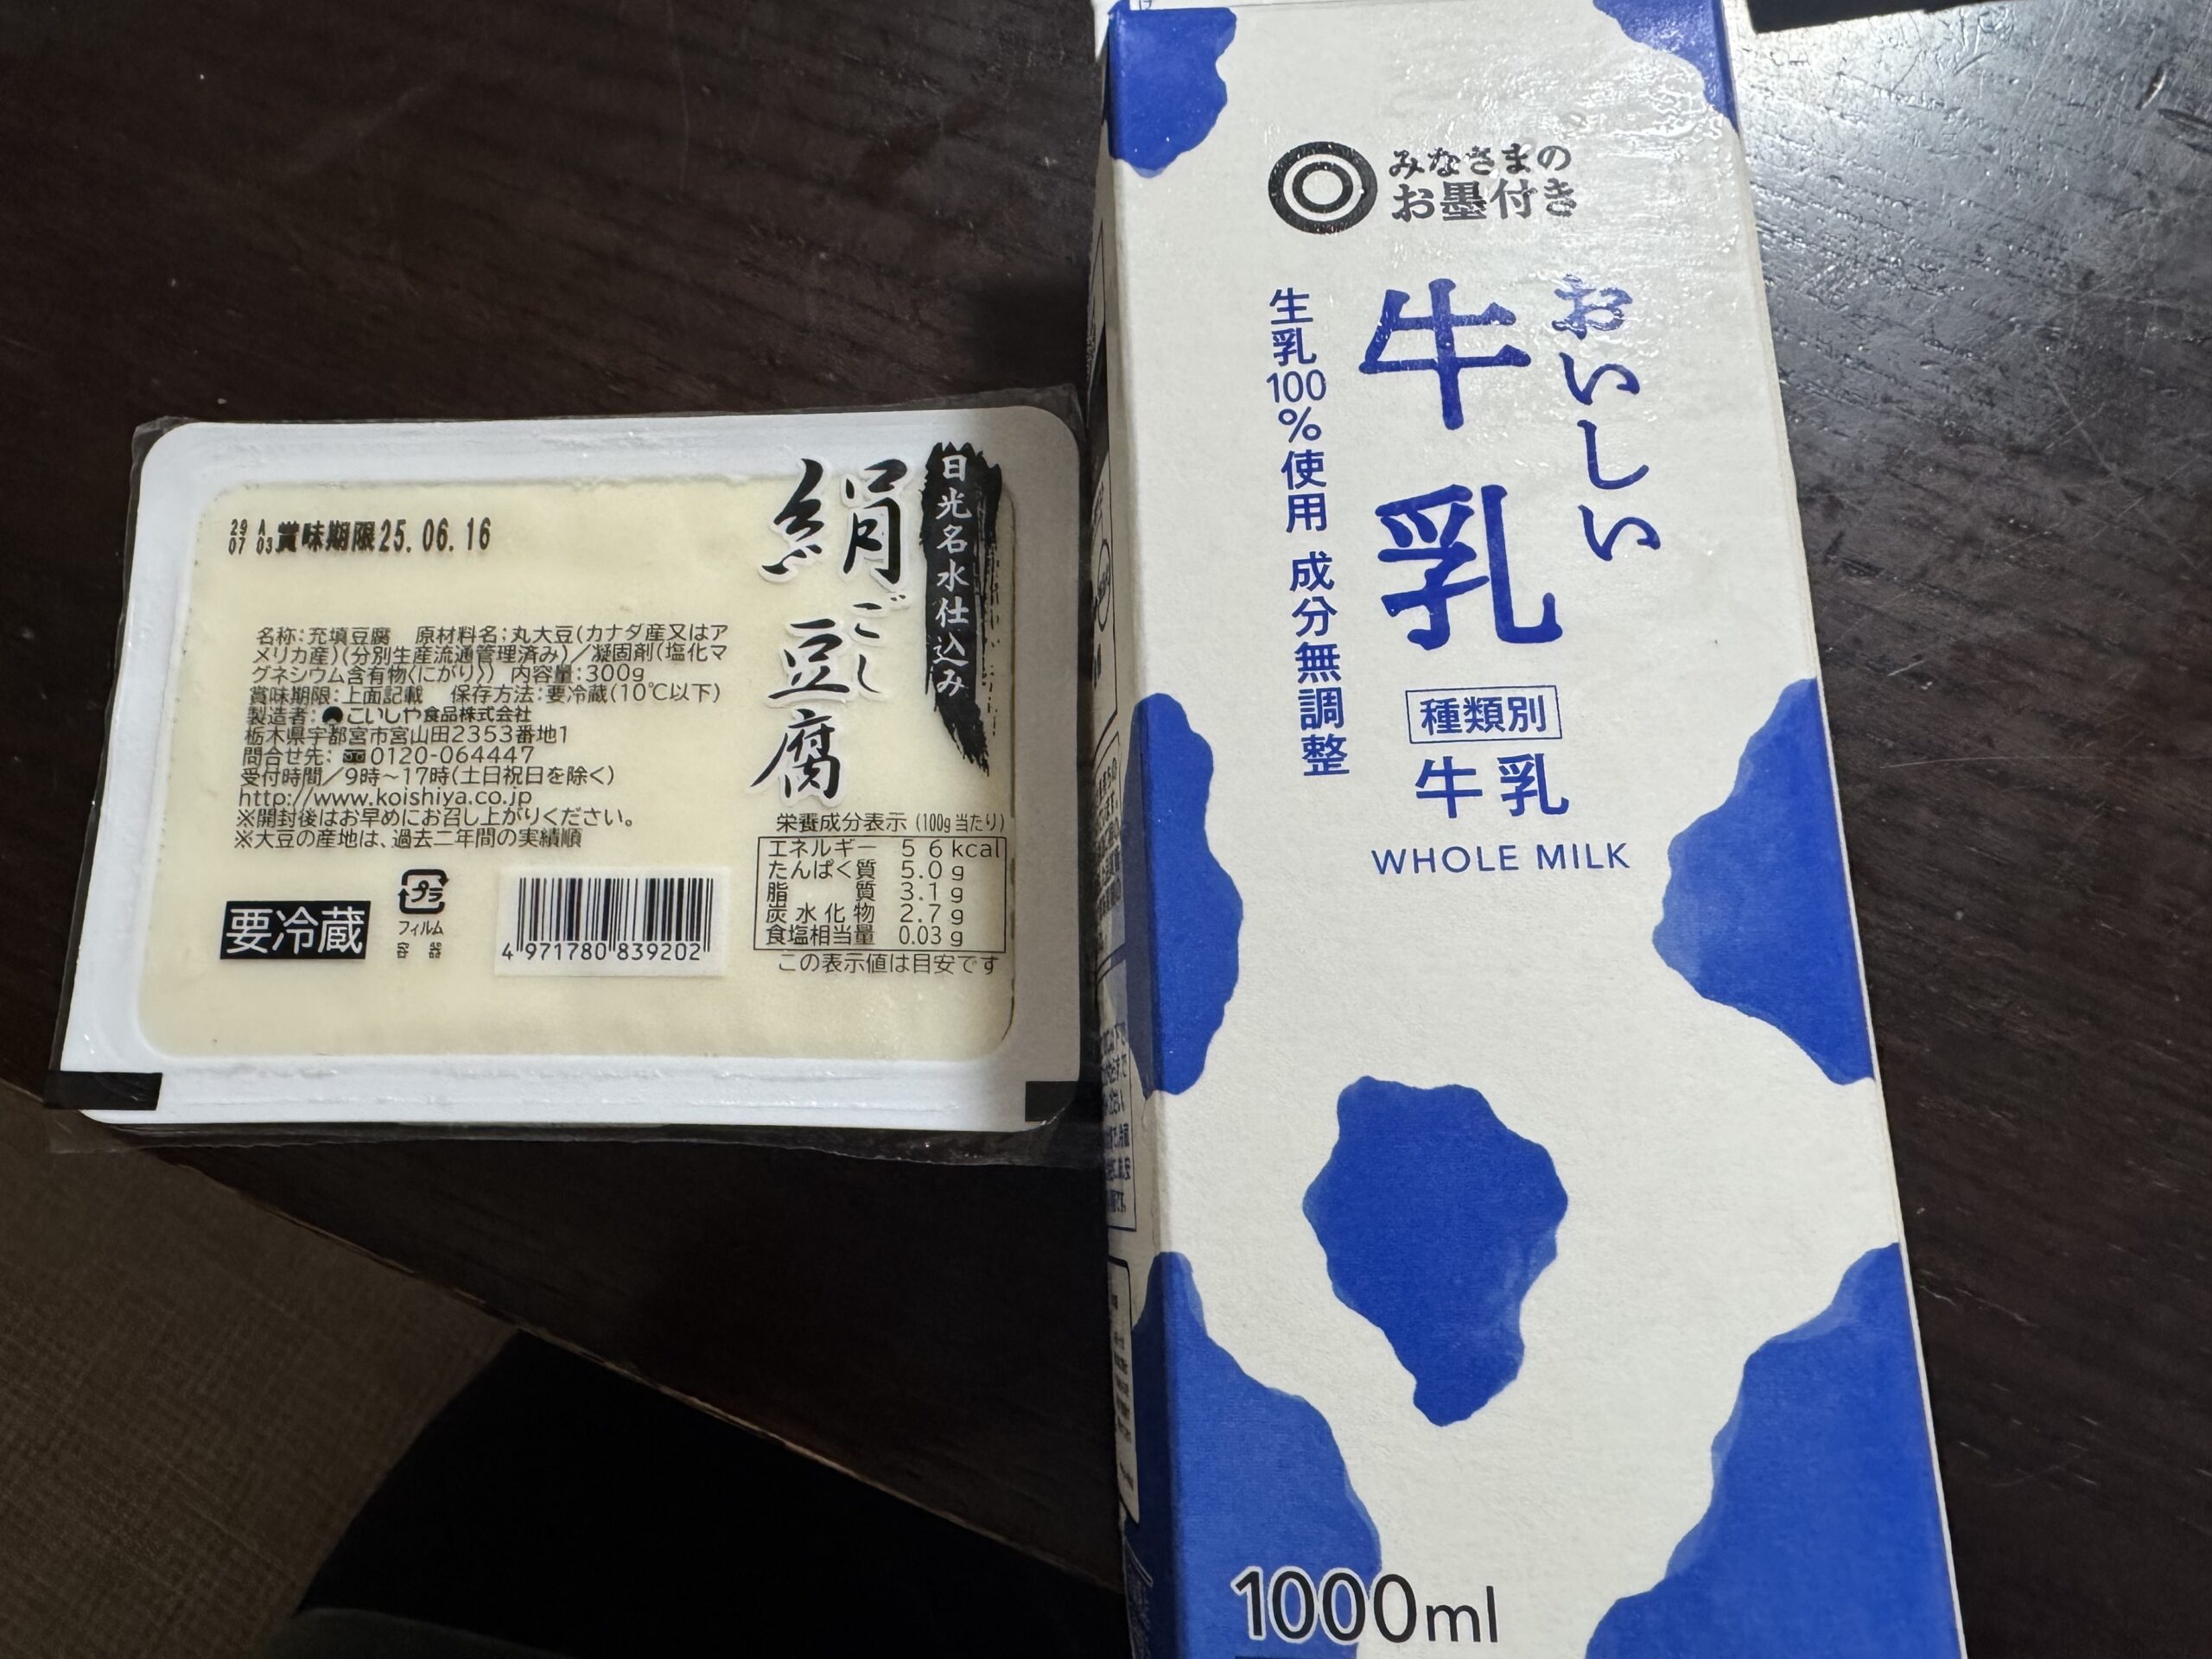 29 A
07 03 賞味期限25.06.16
日光名水仕込み
絹ごし豆腐
名称:充填豆腐 原材料名:丸大豆(カナダ産又はア
メリカ産)(分別生産流通管理済み)/凝固剤(塩化マ
グネシウム含有物〈にがり〉) 内容量:300g
賞味期限:上面記載 保存方法:要冷蔵(10℃以下)
製造者:こいしや食品株式会社
栃木県宇都宮市宮山田2353番地1
問合せ先:0120-064447
受付時間/9時~17時(土日祝日を除く)
http://www.koishiya.co.jp
※開封後はお早めにお召し上がりください。
※大豆の産地は、過去二年間の実績順
要冷蔵
プラ
フィルム
容器
4 971780 839202
栄養成分表示(100g当たり)
エネルギー 56kcal
たんぱく質 5.0g
脂質 3.1g
炭水化物 2.7g
食塩相当量 0.03g
この表示値は目安です
みなさまの
お墨付き
おいしい
牛乳
生乳100%使用 成分無調整
種類別
牛乳
WHOLE MILK
1000ml